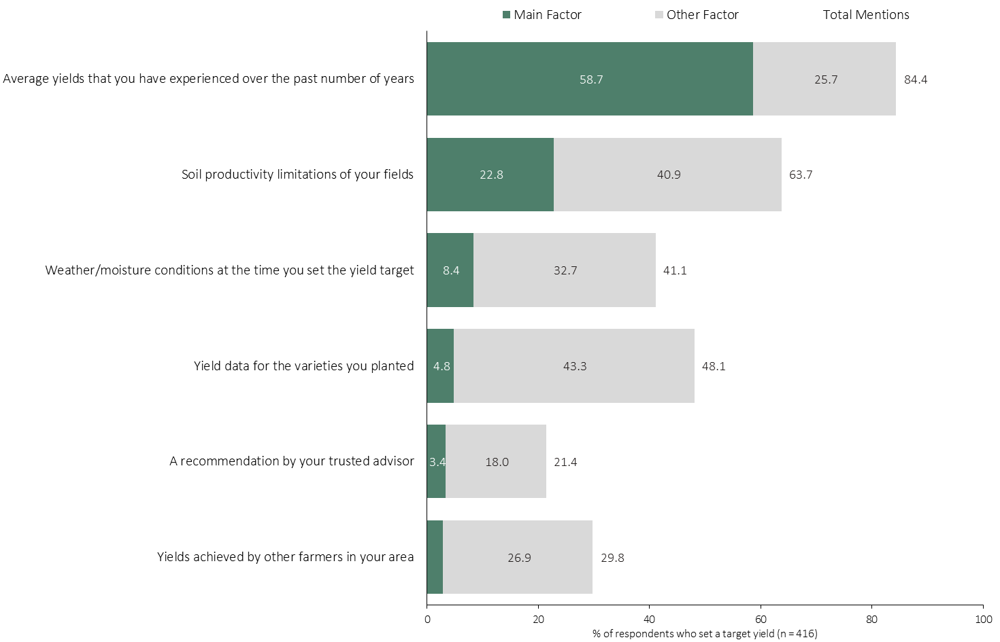 Main Factor Other Factor Total Mentions
Average yields that you have experienced over the past number of years 58.7 25.7 84.4
Soil productivity limitations of your fields 22.8 40.9 63.7
Weather/moisture conditions at the time you set the yield target 8.4 32.7 41.1
Yield data for the varieties you planted 4.8 43.3 48.1
A recommendation by your trusted advisor 3.4 18.0 21.4
Yields achieved by other farmers in your area 26.9 29.8
0 20 40 60 80 100
% of respondents who set a target yield (n = 416)